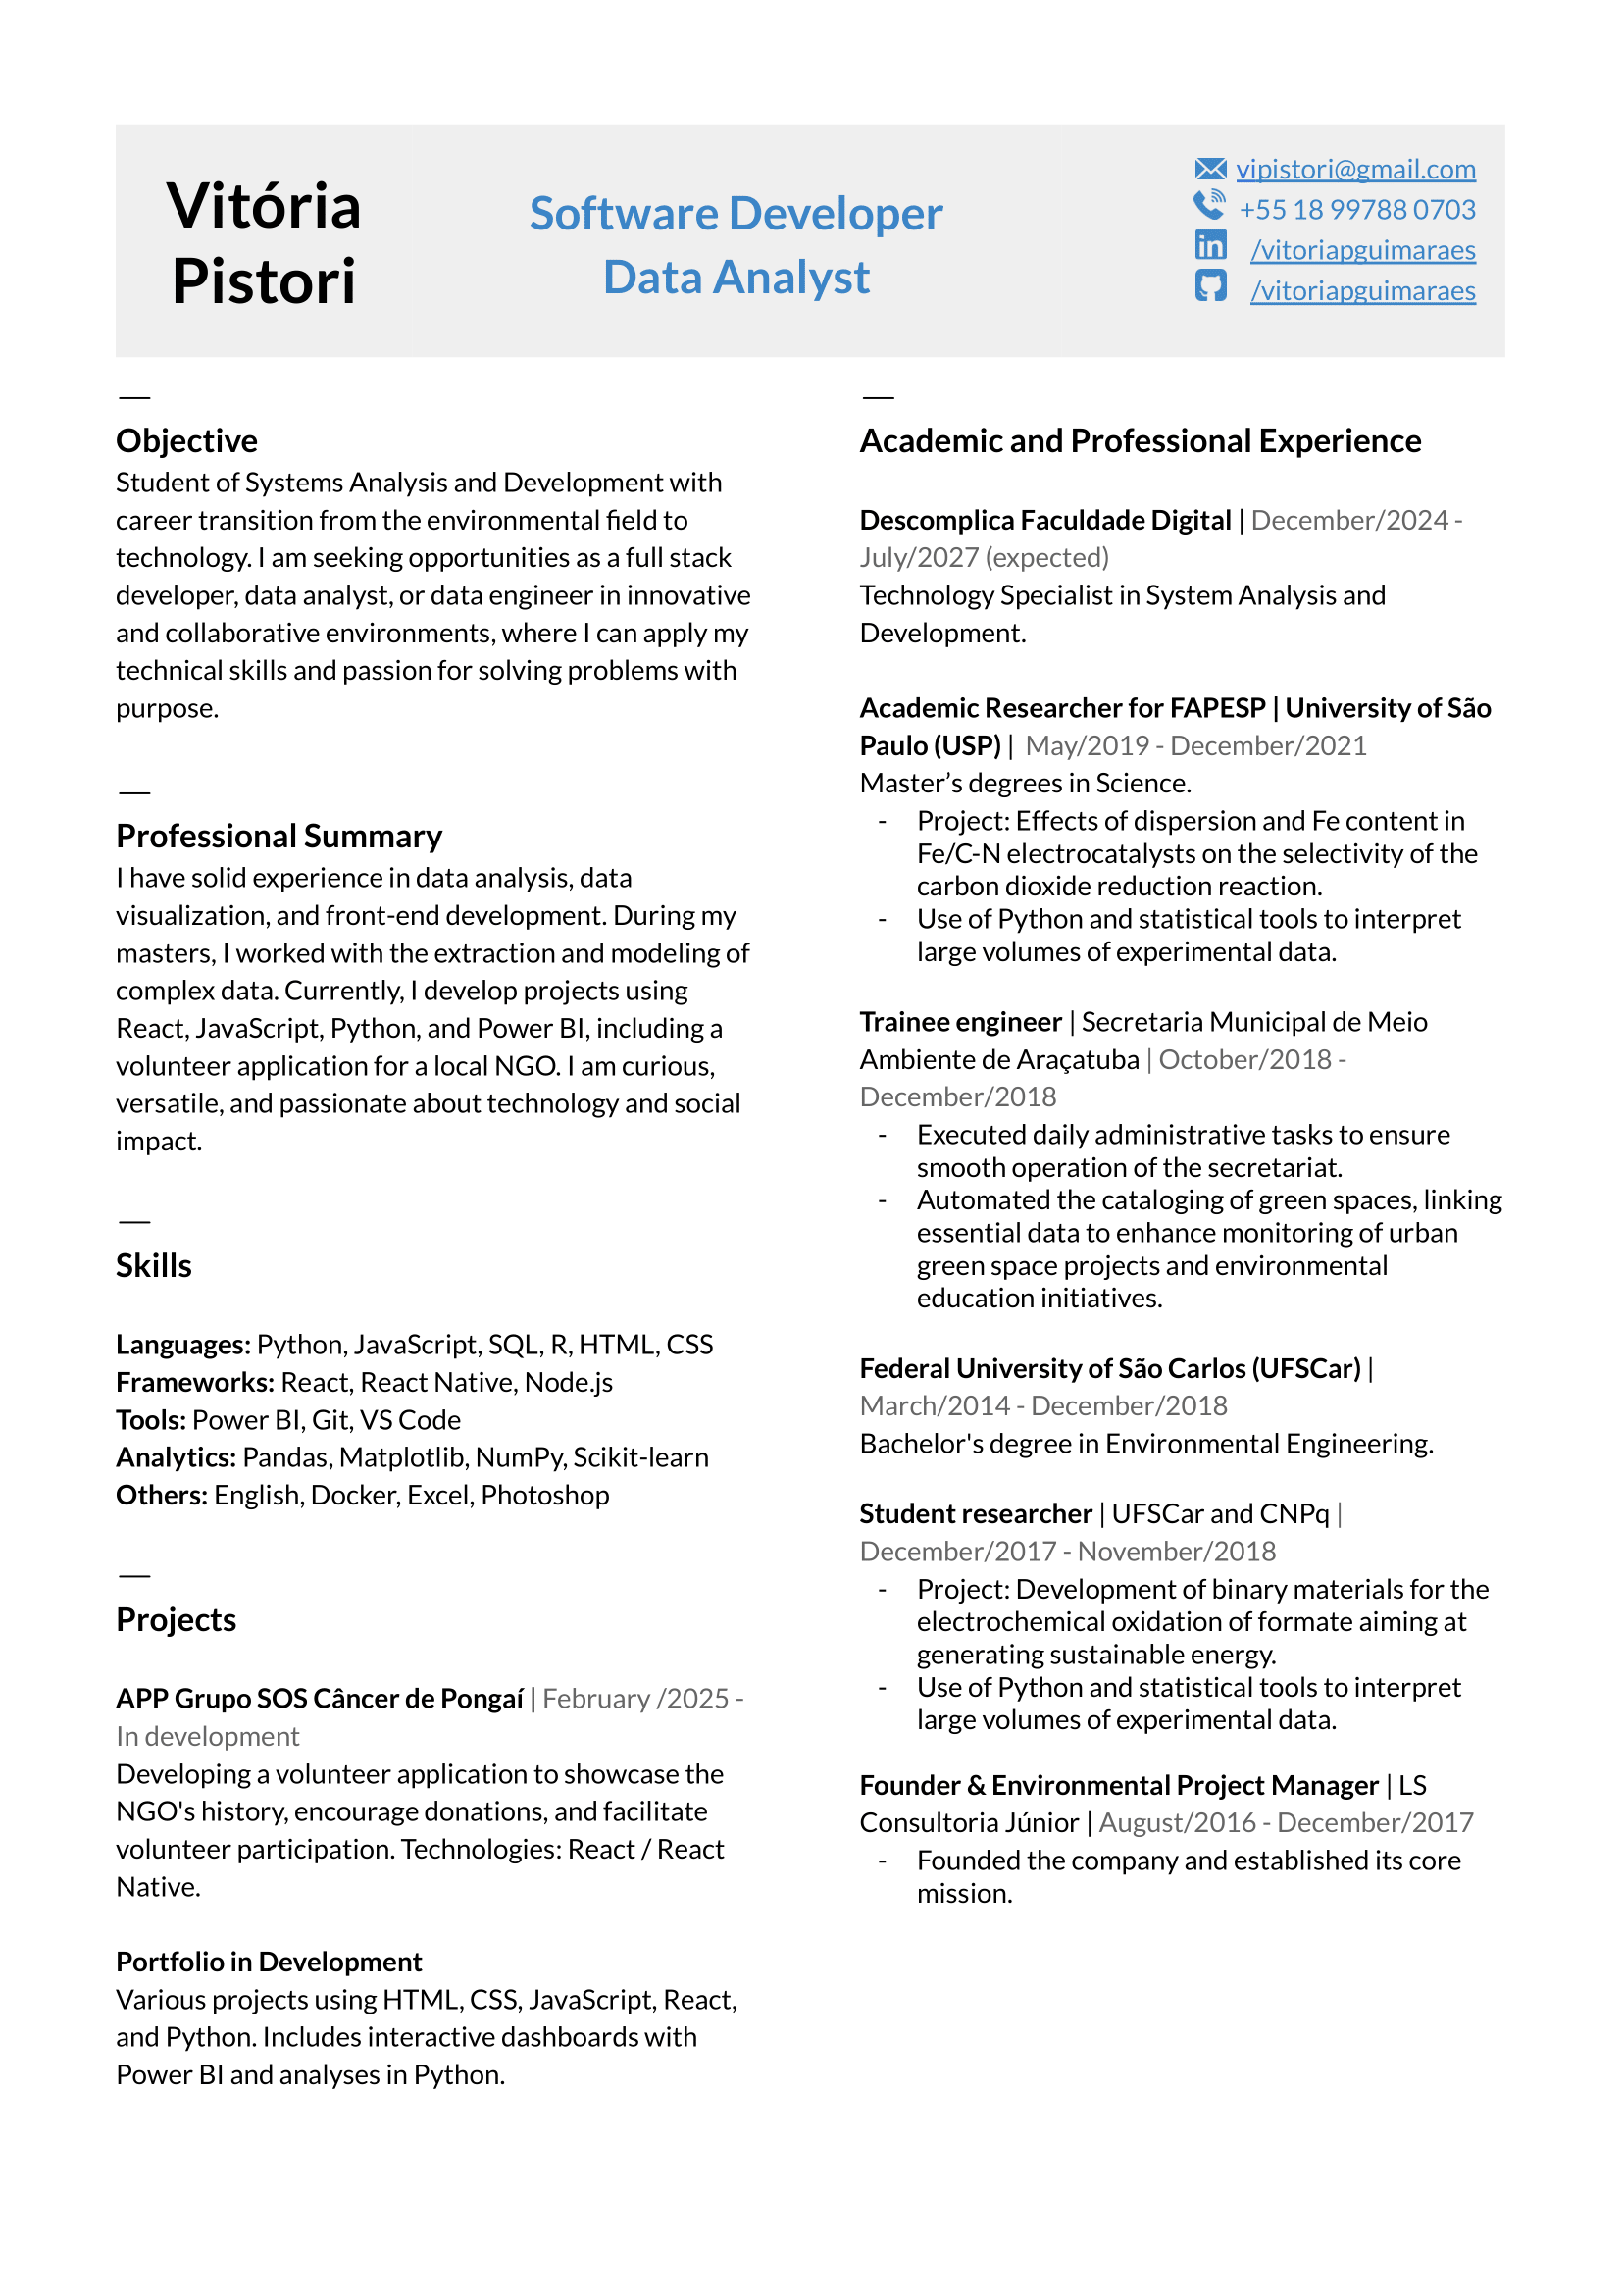 Vitória
Pistori
Software Developer
Data Analyst
vipistori@gmail.com
+55 18 99788 0703
/vitoriapguimaraes
/vitoriapguimaraes
—
Objective
Student of Systems Analysis and Development with
career transition from the environmental field to
technology. I am seeking opportunities as a full stack
developer, data analyst, or data engineer in innovative
and collaborative environments, where I can apply my
technical skills and passion for solving problems with
purpose.
—
Professional Summary
I have solid experience in data analysis, data
visualization, and front-end development. During my
masters, I worked with the extraction and modeling of
complex data. Currently, I develop projects using
React, JavaScript, Python, and Power BI, including a
volunteer application for a local NGO. I am curious,
versatile, and passionate about technology and social
impact.
—
Skills
Languages: Python, JavaScript, SQL, R, HTML, CSS
Frameworks: React, React Native, Node.js
Tools: Power BI, Git, VS Code
Analytics: Pandas, Matplotlib, NumPy, Scikit-learn
Others: English, Docker, Excel, Photoshop
—
Projects
APP Grupo SOS Câncer de Pongaí | February /2025 -
In development
Developing a volunteer application to showcase the
NGO's history, encourage donations, and facilitate
volunteer participation. Technologies: React / React
Native.
Portfolio in Development
Various projects using HTML, CSS, JavaScript, React,
and Python. Includes interactive dashboards with
Power BI and analyses in Python.
—
Academic and Professional Experience
Descomplica Faculdade Digital | December/2024 -
July/2027 (expected)
Technology Specialist in System Analysis and
Development.
Academic Researcher for FAPESP | University of São
Paulo (USP) | May/2019 - December/2021
Master’s degrees in Science.
- Project: Effects of dispersion and Fe content in
Fe/C-N electrocatalysts on the selectivity of the
carbon dioxide reduction reaction.
- Use of Python and statistical tools to interpret
large volumes of experimental data.
Trainee engineer | Secretaria Municipal de Meio
Ambiente de Araçatuba | October/2018 -
December/2018
- Executed daily administrative tasks to ensure
smooth operation of the secretariat.
- Automated the cataloging of green spaces, linking
essential data to enhance monitoring of urban
green space projects and environmental
education initiatives.
Federal University of São Carlos (UFSCar) |
March/2014 - December/2018
Bachelor's degree in Environmental Engineering.
Student researcher | UFSCar and CNPq |
December/2017 - November/2018
- Project: Development of binary materials for the
electrochemical oxidation of formate aiming at
generating sustainable energy.
- Use of Python and statistical tools to interpret
large volumes of experimental data.
Founder & Environmental Project Manager | LS
Consultoria Júnior | August/2016 - December/2017
- Founded the company and established its core
mission.